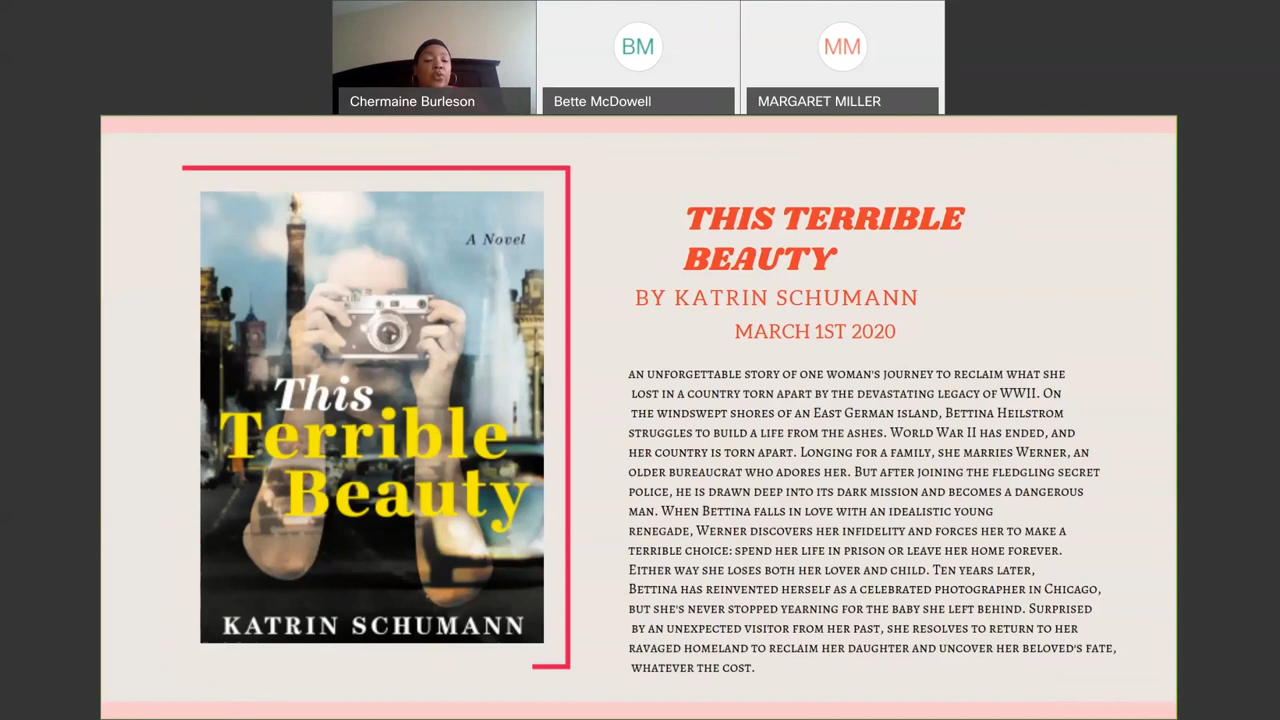 BM
MM
Chermaine Burleson
Bette McDowell
MARGARET MILLER
A Novel
This
Terrible
Beauty
KATRIN SCHUMANN
THIS TERRIBLE
BEAUTY
BY KATRIN SCHUMANN
MARCH 1ST 2020
AN UNFORGETTABLE STORY OF ONE WOMAN'S JOURNEY TO RECLAIM WHAT SHE
LOST IN A COUNTRY TORN APART BY THE DEVASTATING LEGACY OF WWII. ON
THE WINDSWEPT SHORES OF AN EAST GERMAN ISLAND, BETTINA HEILSTROM
STRUGGLES TO BUILD A LIFE FROM THE ASHES. WORLD WAR II HAS ENDED, AND
HER COUNTRY IS TORN APART. LONGING FOR A FAMILY, SHE MARRIES WERNER, AN
OLDER BUREAUCRAT WHO ADORES HER. BUT AFTER JOINING THE FLEDGLING SECRET
POLICE, HE IS DRAWN DEEP INTO ITS DARK MISSION AND BECOMES A DANGEROUS
MAN. WHEN BETTINA FALLS IN LOVE WITH AN IDEALISTIC YOUNG
RENEGADE, WERNER DISCOVERS HER INFIDELITY AND FORCES HER TO MAKE A
TERRIBLE CHOICE: SPEND HER LIFE IN PRISON OR LEAVE HER HOME FOREVER.
EITHER WAY SHE LOSES BOTH HER LOVER AND CHILD. TEN YEARS LATER,
BETTINA HAS REINVENTED HERSELF AS A CELEBRATED PHOTOGRAPHER IN CHICAGO,
BUT SHE'S NEVER STOPPED YEARNING FOR THE BABY SHE LEFT BEHIND. SURPRISED
BY AN UNEXPECTED VISITOR FROM HER PAST, SHE RESOLVES TO RETURN TO HER
RAVAGED HOMELAND TO RECLAIM HER DAUGHTER AND UNCOVER HER BELOVED'S FATE,
WHATEVER THE COST.